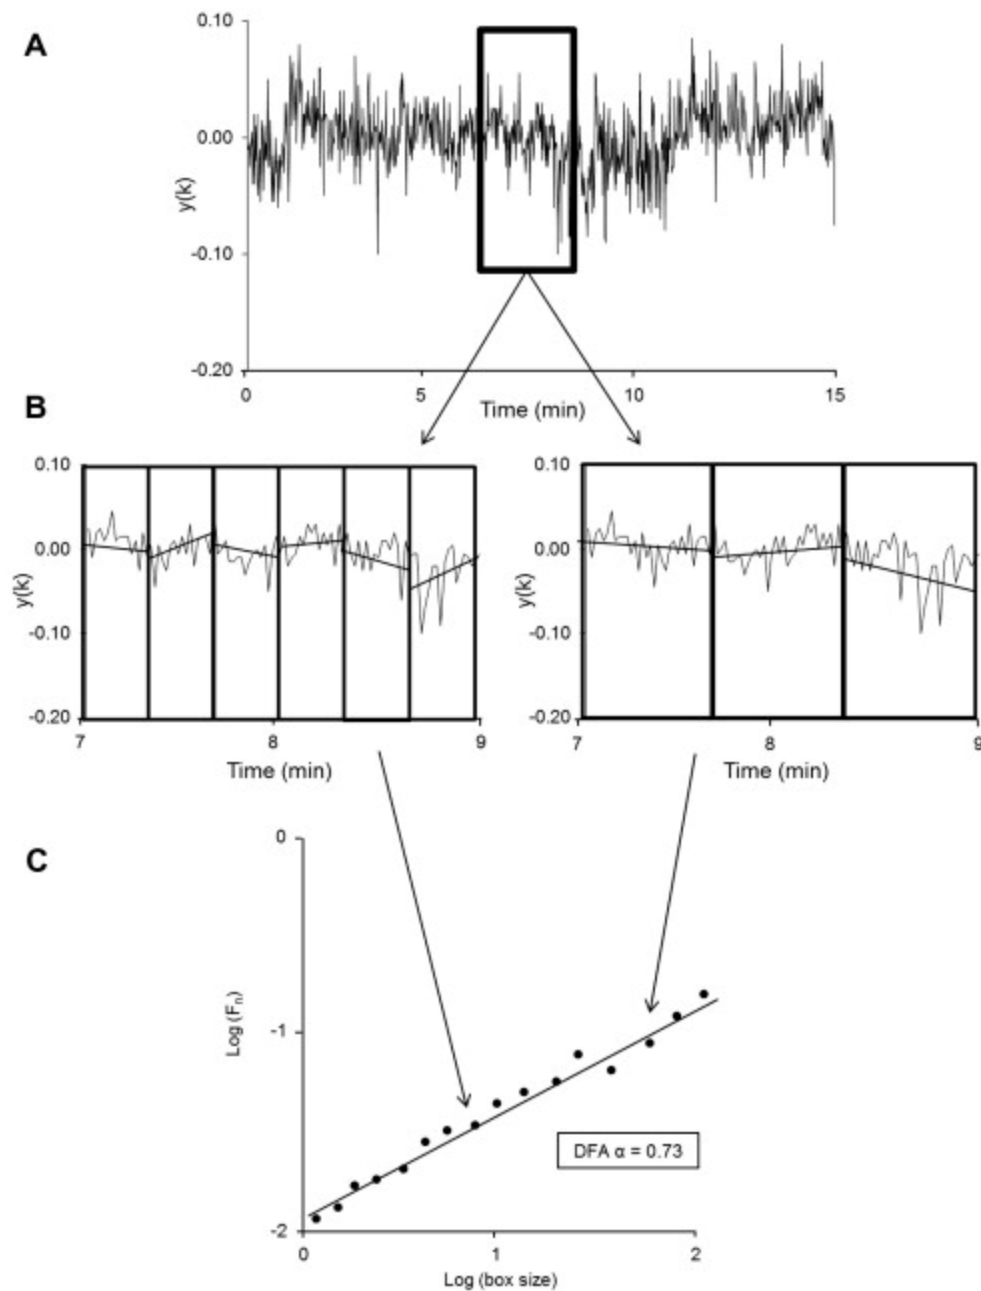 A
0.10
0.00
-0.10
-0.20
y(k)
0 5 10 15
Time (min)
B
0.10
0.00
-0.10
-0.20
y(k)
7 8 9
Time (min)
0.10
0.00
-0.10
-0.20
y(k)
7 8 9
Time (min)
C
0
-1
-2
Log (Fn)
DFA α = 0.73
0 1 2
Log (box size)